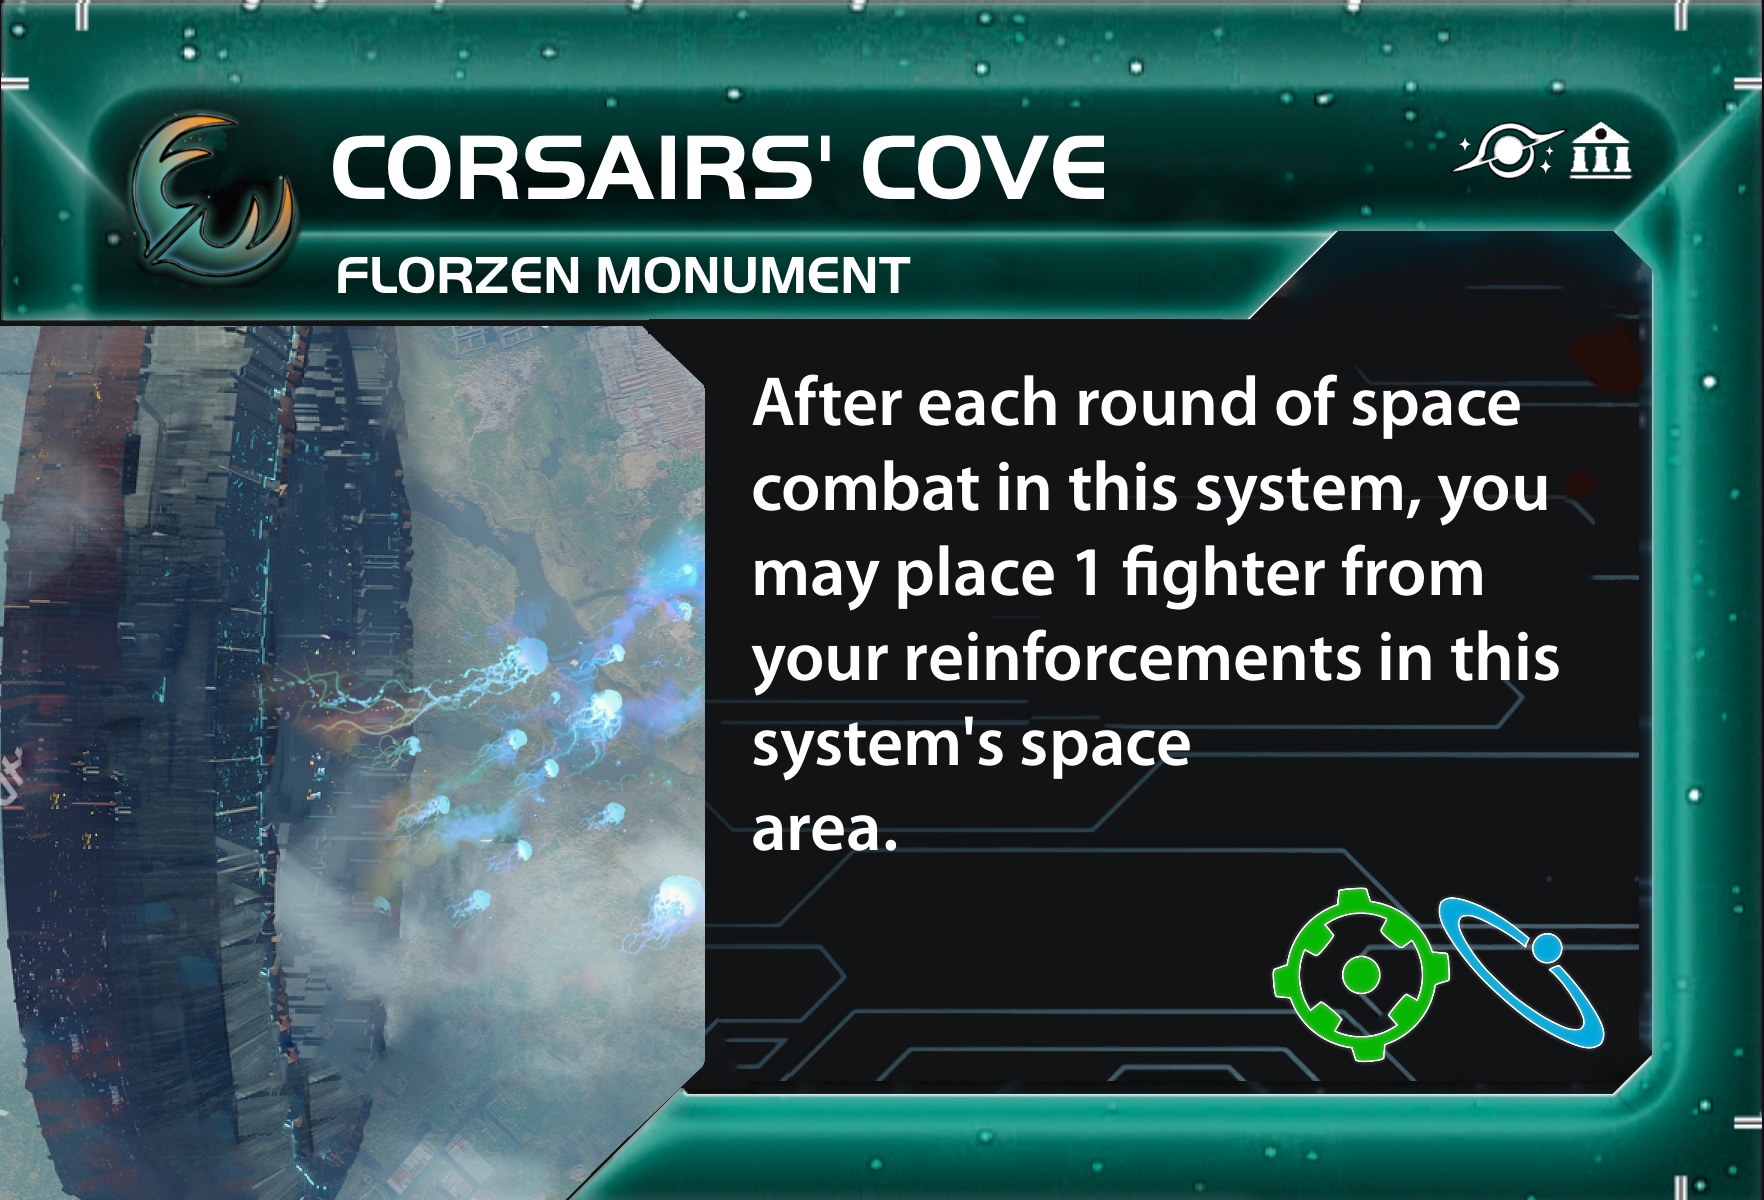 CORSAIRS' COVE
FLORZEN MONUMENT
After each round of space
combat in this system, you
may place 1 fighter from
your reinforcements in this
system's space
area.